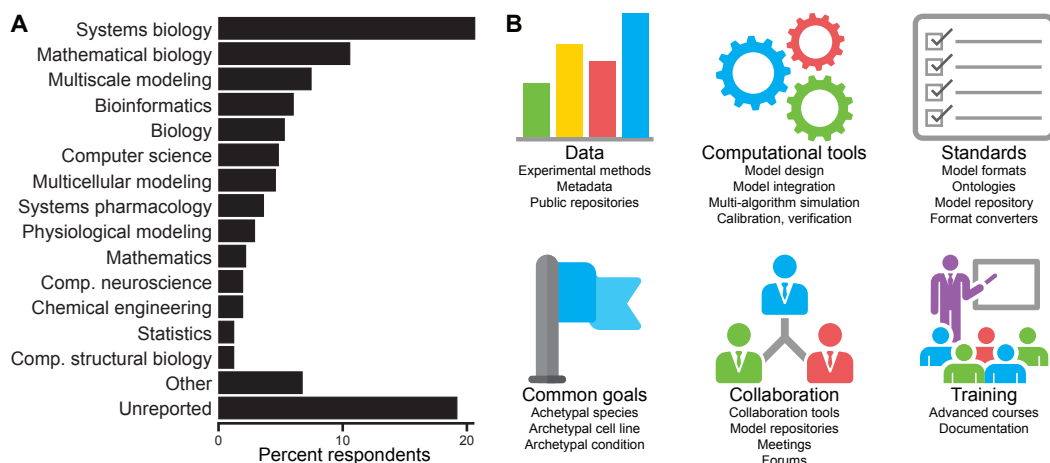 A
Systems biology
Mathematical biology
Multiscale modeling
Bioinformatics
Biology
Computer science
Multicellular modeling
Systems pharmacology
Physiological modeling
Mathematics
Comp. neuroscience
Chemical engineering
Statistics
Comp. structural biology
Other
Unreported
0 10 20
Percent respondents
B
Data
Experimental methods
Metadata
Public repositories
Computational tools
Model design
Model integration
Multi-algorithm simulation
Calibration, verification
Standards
Model formats
Ontologies
Model repository
Format converters
Common goals
Achetypal species
Archetypal cell line
Archetypal condition
Collaboration
Collaboration tools
Model repositories
Meetings
Forums
Training
Advanced courses
Documentation